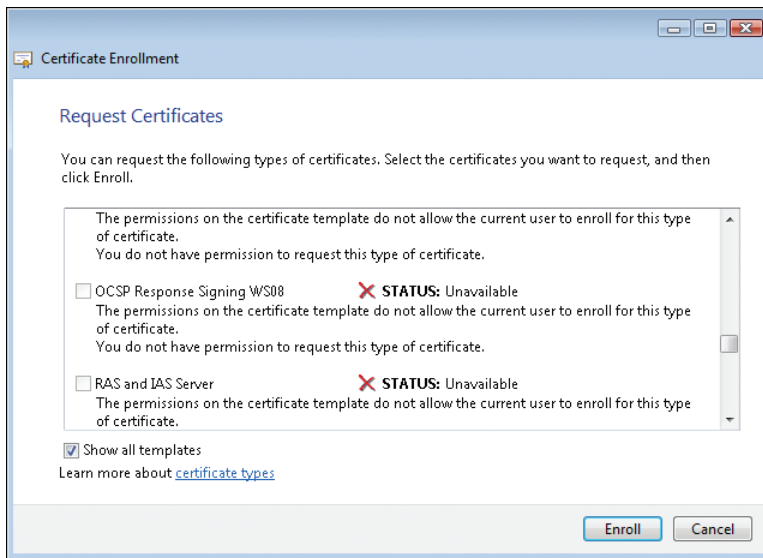 Certificate Enrollment
Request Certificates
You can request the following types of certificates. Select the certificates you want to request, and then
click Enroll.
The permissions on the certificate template do not allow the current user to enroll for this type
of certificate.
You do not have permission to request this type of certificate.
OCSP Response Signing WS08 STATUS: Unavailable
The permissions on the certificate template do not allow the current user to enroll for this type
of certificate.
You do not have permission to request this type of certificate.
RAS and IAS Server STATUS: Unavailable
The permissions on the certificate template do not allow the current user to enroll for this type
of certificate.
Show all templates
Learn more about certificate types
Enroll Cancel